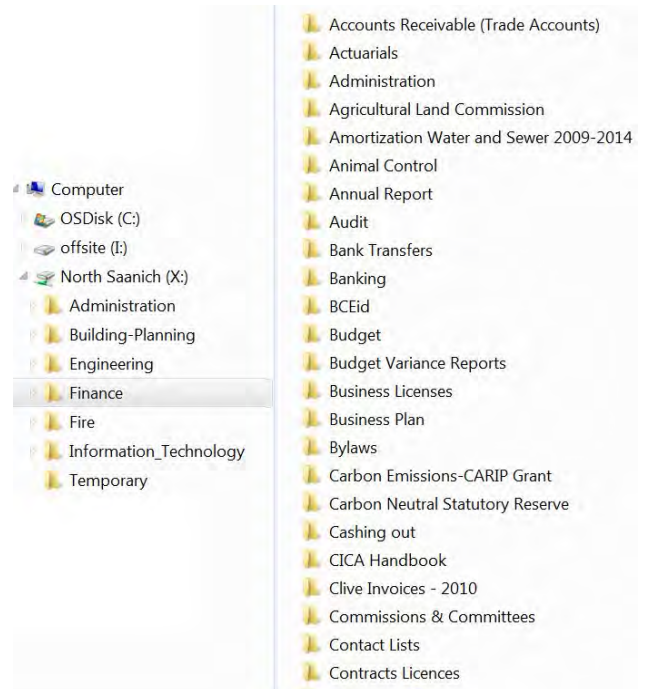 Computer
OSDisk (C:)
offsite (I:)
North Saanich (X:)
Administration
Building-Planning
Engineering
Finance
Fire
Information_Technology
Temporary
Accounts Receivable (Trade Accounts)
Actuarials
Administration
Agricultural Land Commission
Amortization Water and Sewer 2009-2014
Animal Control
Annual Report
Audit
Bank Transfers
Banking
BCEid
Budget
Budget Variance Reports
Business Licenses
Business Plan
Bylaws
Carbon Emissions-CARIP Grant
Carbon Neutral Statutory Reserve
Cashing out
CICA Handbook
Clive Invoices - 2010
Commissions & Committees
Contact Lists
Contracts Licences